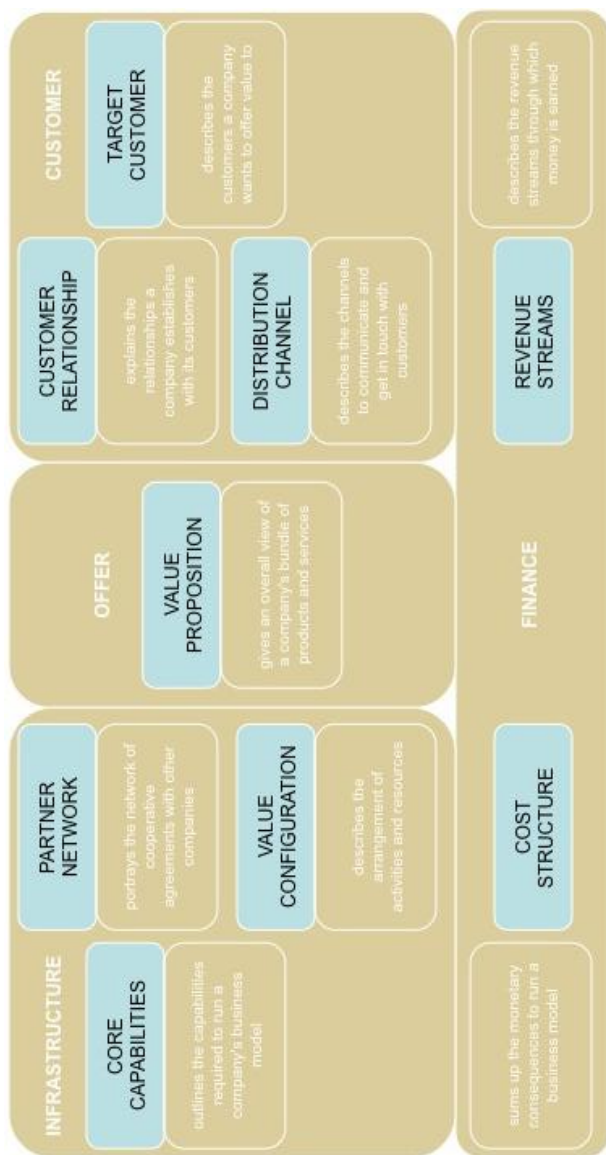 INFRASTRUCTURE
CORE
CAPABILITIES
outlines the capabilities
required to run a
company's business
model
PARTNER
NETWORK
portrays the network of
cooperative
agreements with other
companies
VALUE
CONFIGURATION
describes the
arrangement of
activities and resources
OFFER
VALUE
PROPOSITION
gives an overall view of
a company's bundle of
products and services
CUSTOMER
CUSTOMER
RELATIONSHIP
explains the
relationships a
company establishes
with its customers
DISTRIBUTION
CHANNEL
describes the channels
to communicate and
get in touch with
customers
TARGET
CUSTOMER
describes the
customers a company
wants to offer value to
sums up the monetary
consequences to run a
business model
COST
STRUCTURE
FINANCE
REVENUE
STREAMS
describes the revenue
streams through which
money is earned